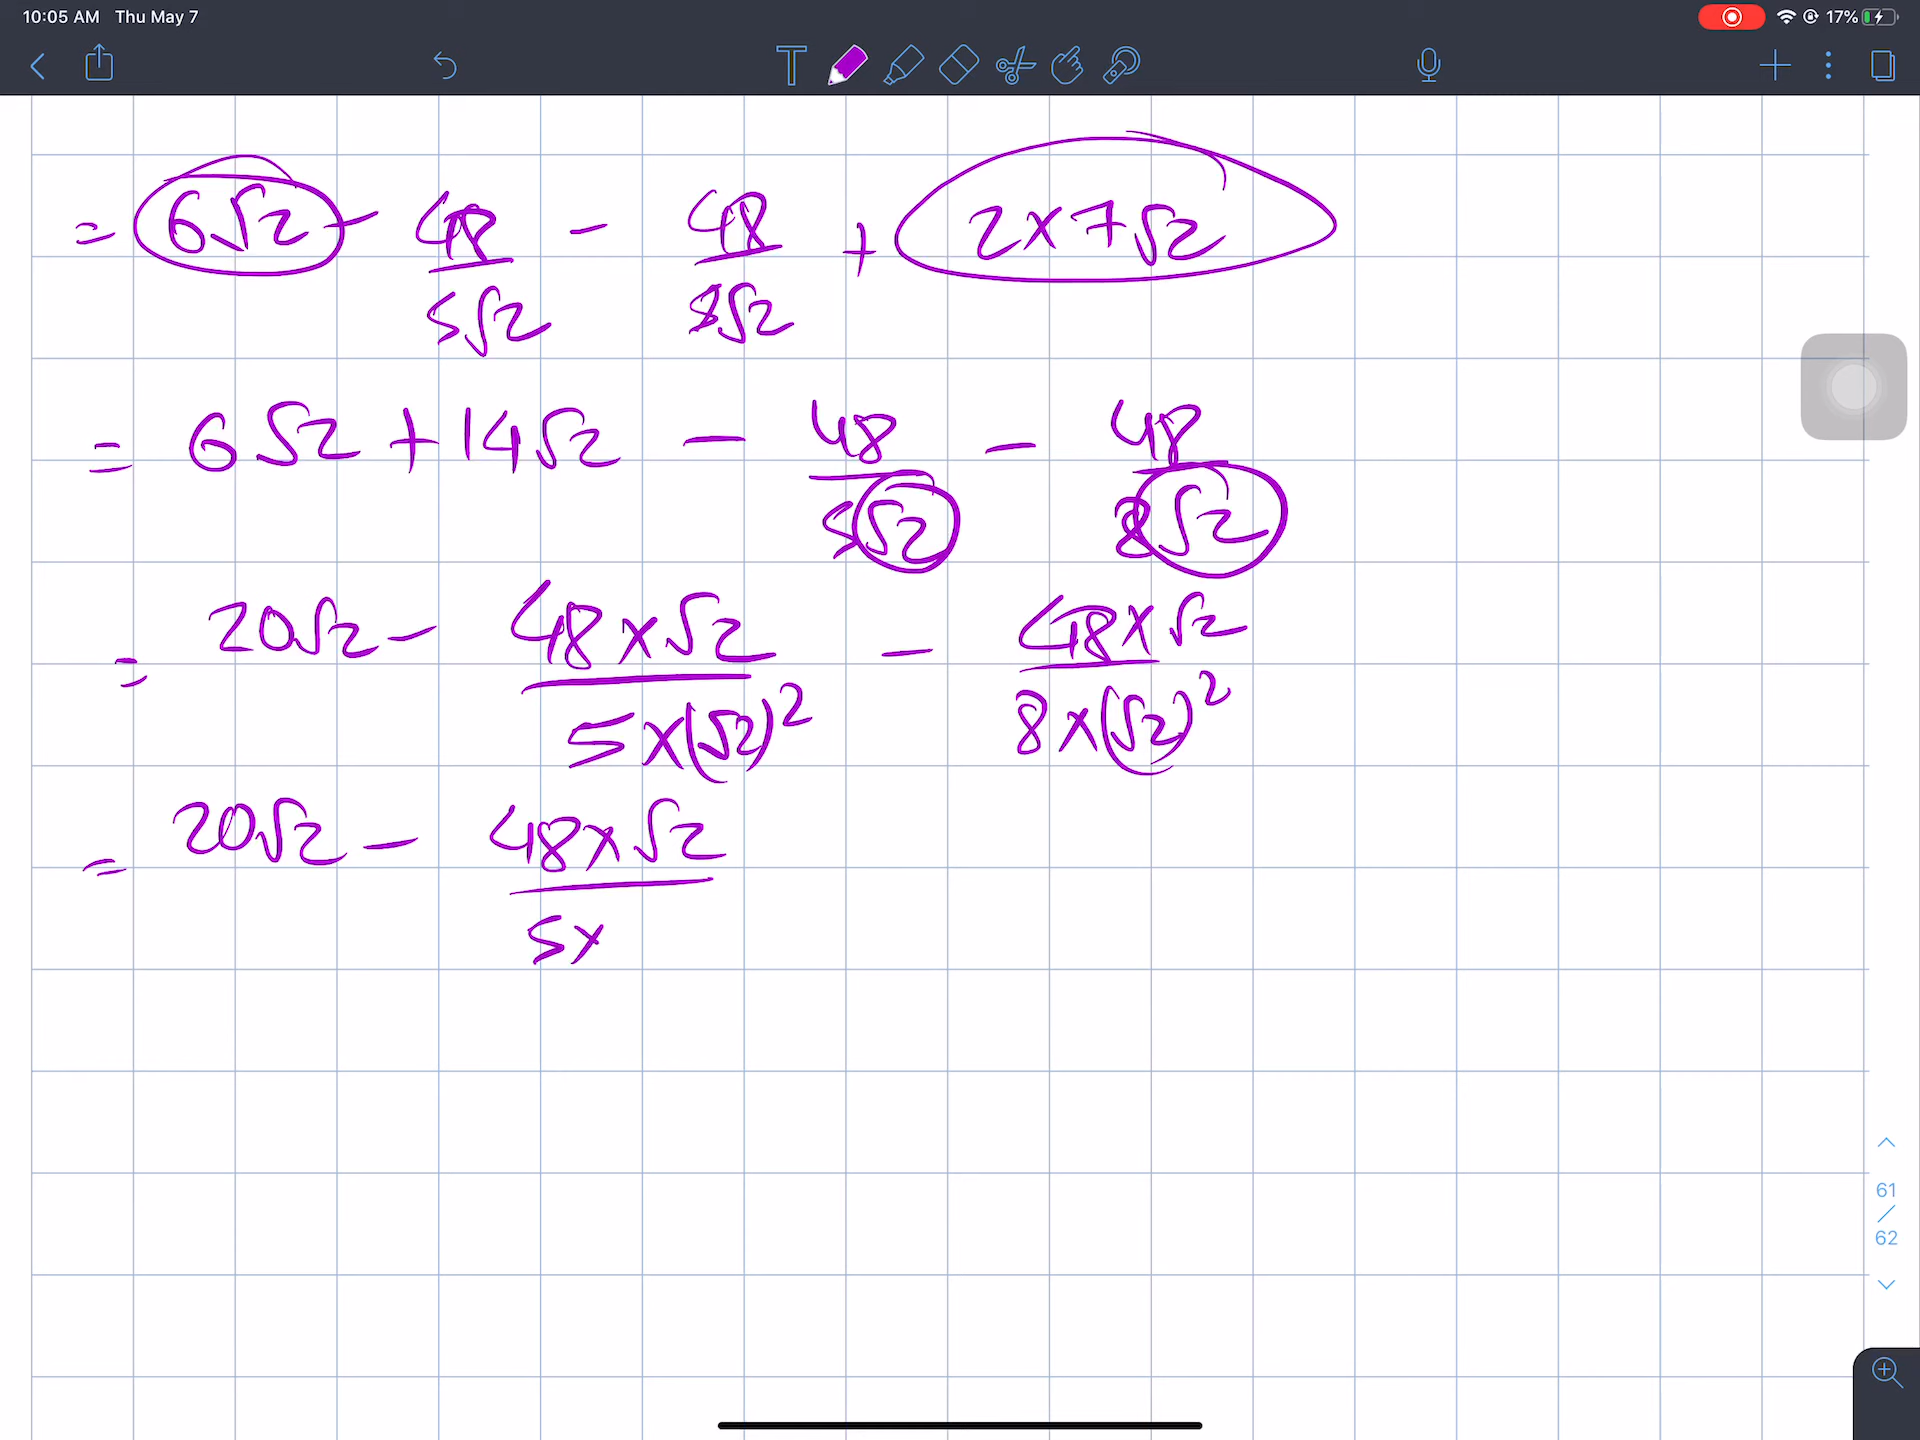 10:05 AM Thu May 7 17%
T
= 6√2 - 48/5√2 - 48/8√2 + 2x7√2
= 6√2 + 14√2 - 48/5√2 - 48/8√2
= 20√2 - 48x√2/5x(√2)² - 48x√2/8x(√2)²
= 20√2 - 48x√2/5x
61
/
62